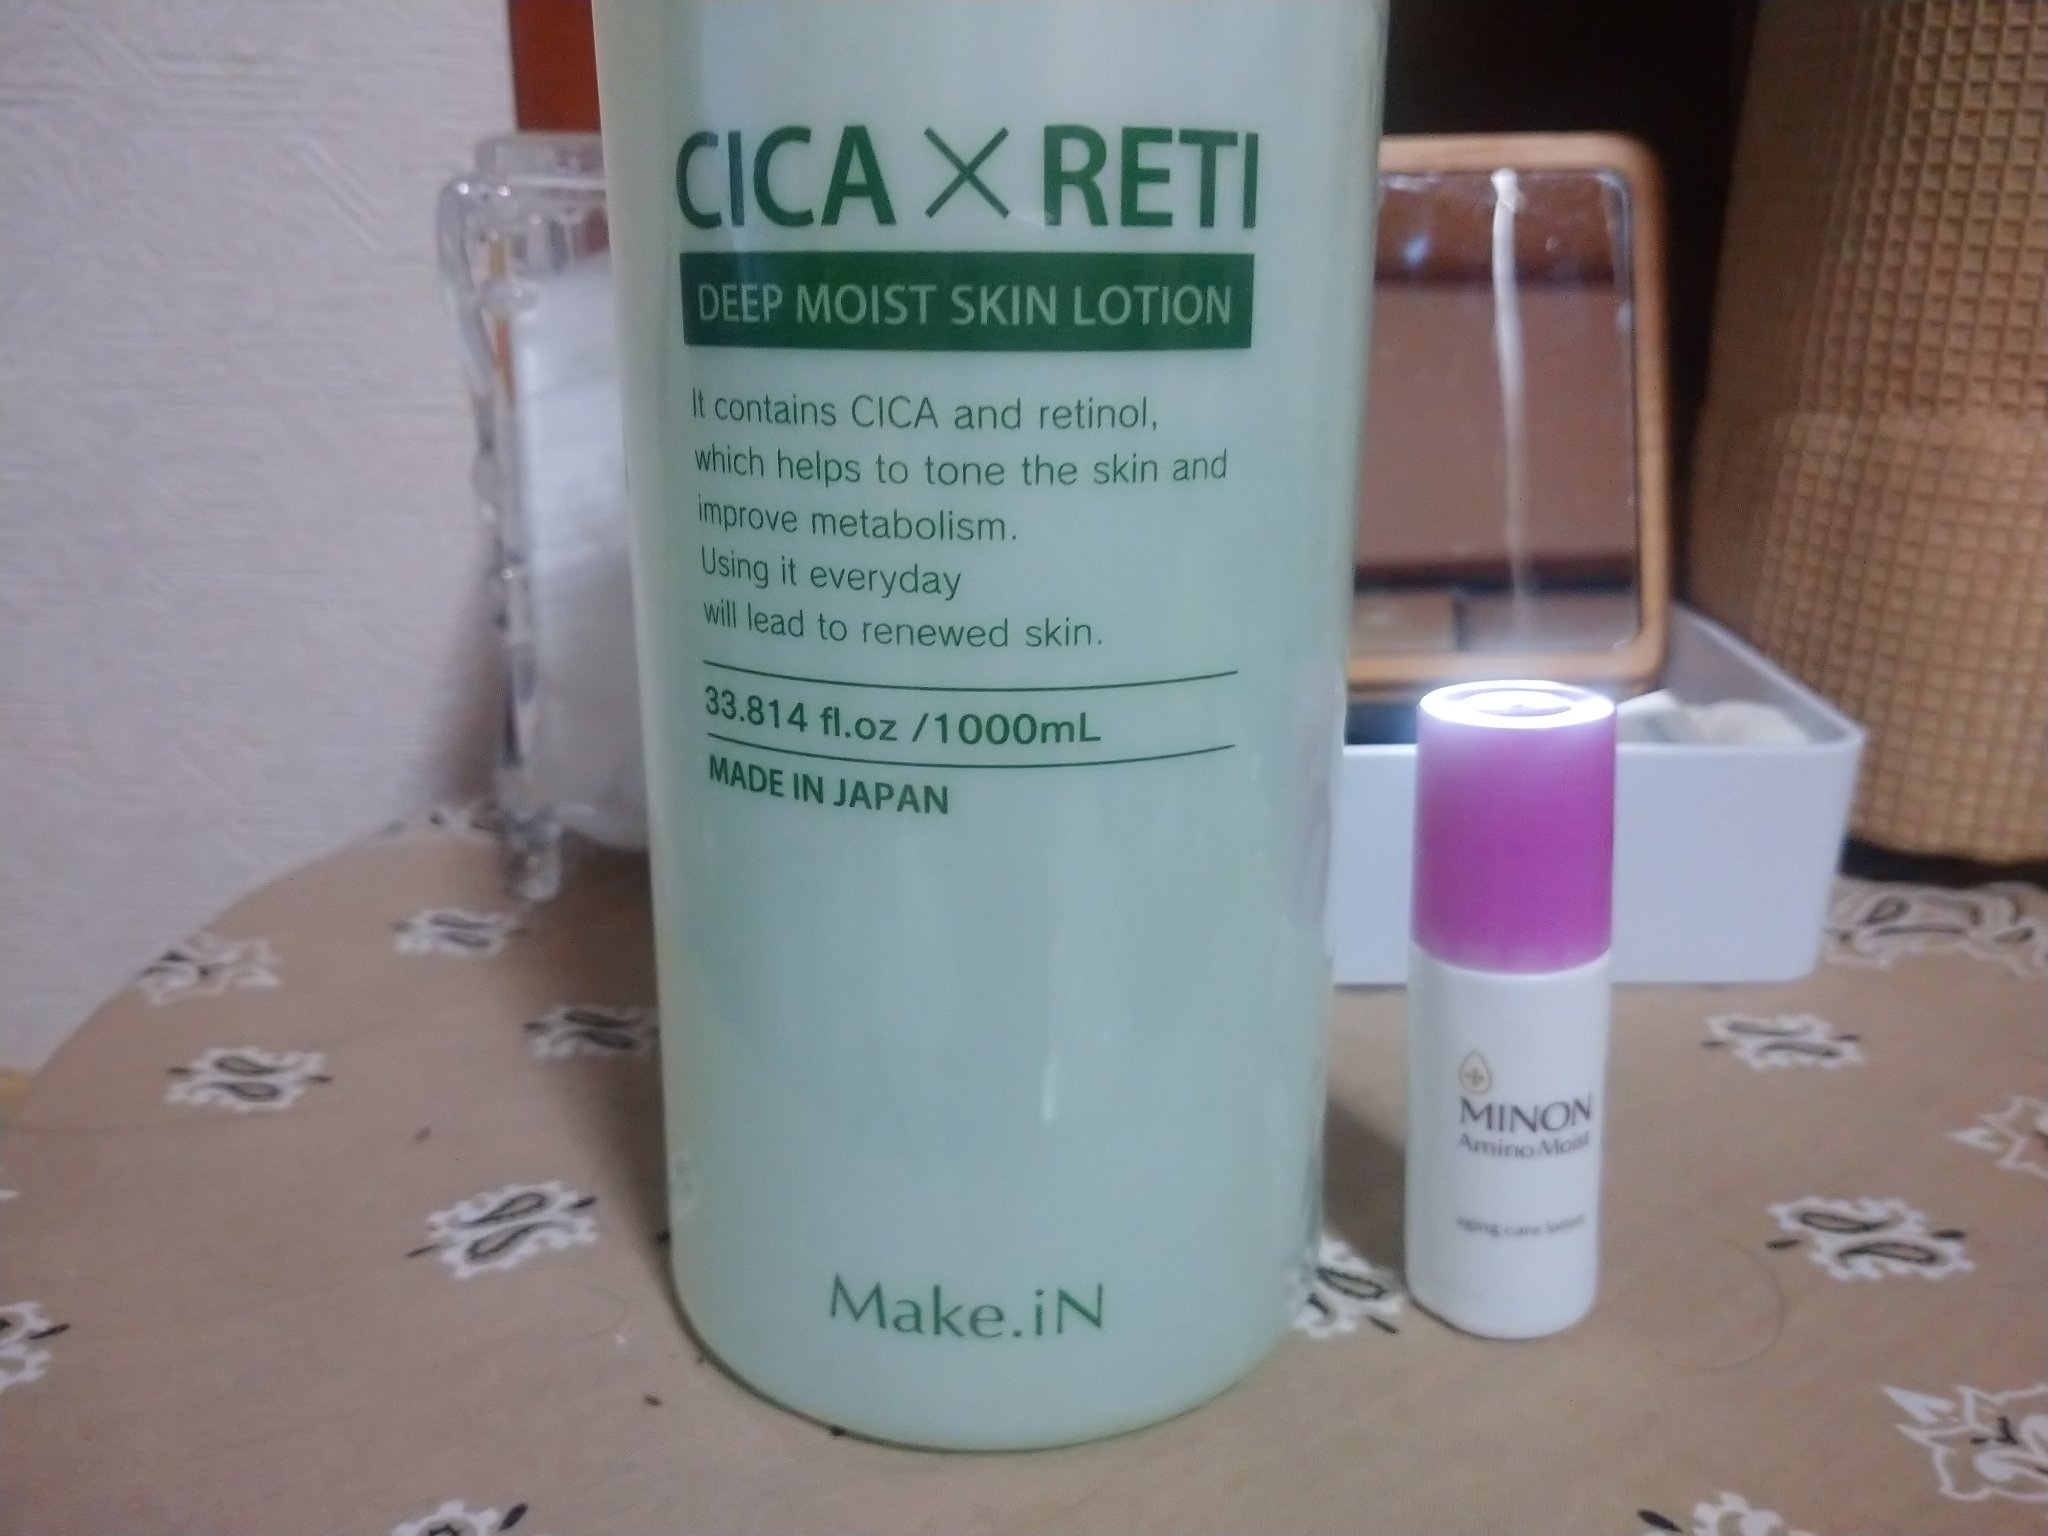 CICA×RETI
DEEP MOIST SKIN LOTION
It contains CICA and retinol,
which helps to tone the skin and
improve metabolism.
Using it everyday
will lead to renewed skin.
33.814 fl.oz /1000mL
MADE IN JAPAN
Make.iN
MINON
Amino Moist
aging care lotion